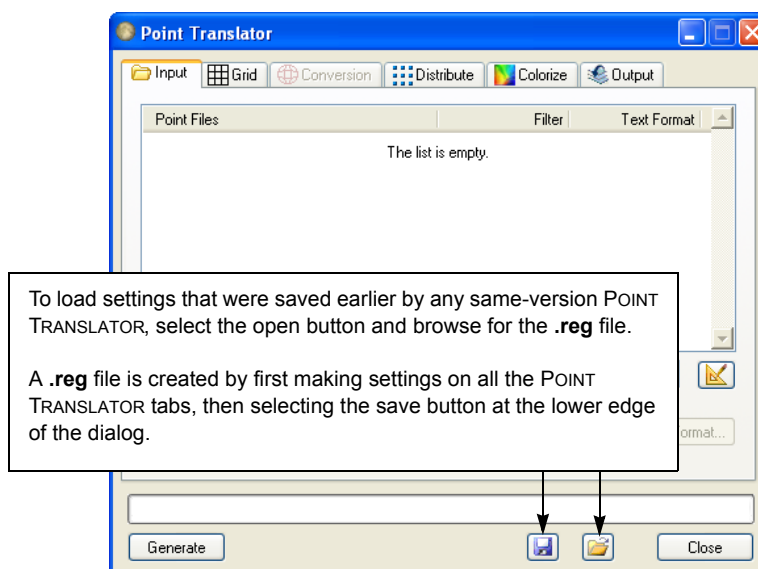 Point Translator
Input Grid Conversion Distribute Colorize Output
Point Files Filter Text Format
The list is empty.
To load settings that were saved earlier by any same-version POINT
TRANSLATOR, select the open button and browse for the .reg file.
A .reg file is created by first making settings on all the POINT
TRANSLATOR tabs, then selecting the save button at the lower edge
of the dialog.
ormat...
Generate Close